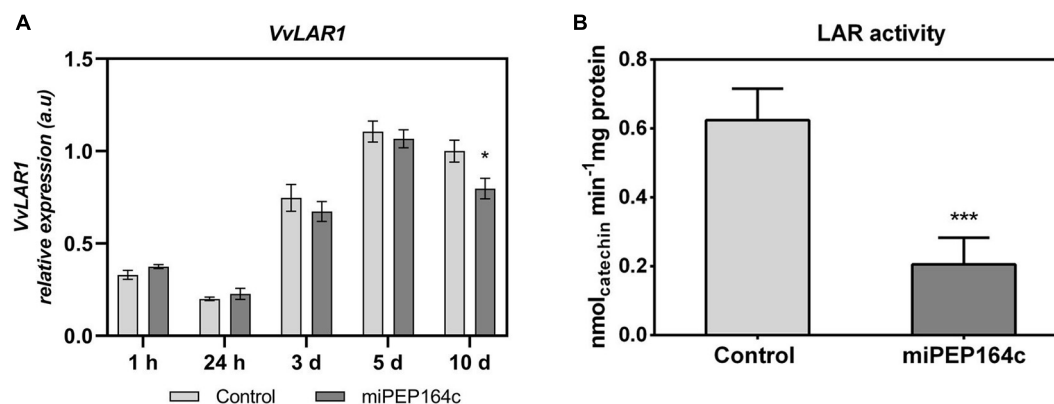 A
VvLAR1
VvLAR1
relative expression (a.u)
1.5
1.0
0.5
0.0
*
1 h 24 h 3 d 5 d 10 d
Control miPEP164c
B
LAR activity
nmolcatechin min-1mg protein
0.8
0.6
0.4
0.2
0.0
***
Control miPEP164c